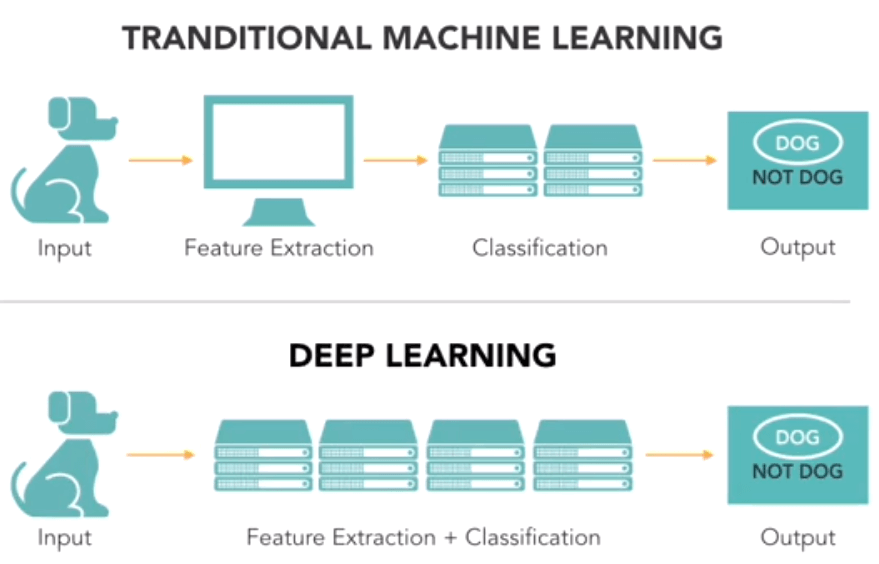 TRANDITIONAL MACHINE LEARNING
DOG
NOT DOG
Input
Feature Extraction
Classification
Output
DEEP LEARNING
DOG
NOT DOG
Input
Feature Extraction + Classification
Output